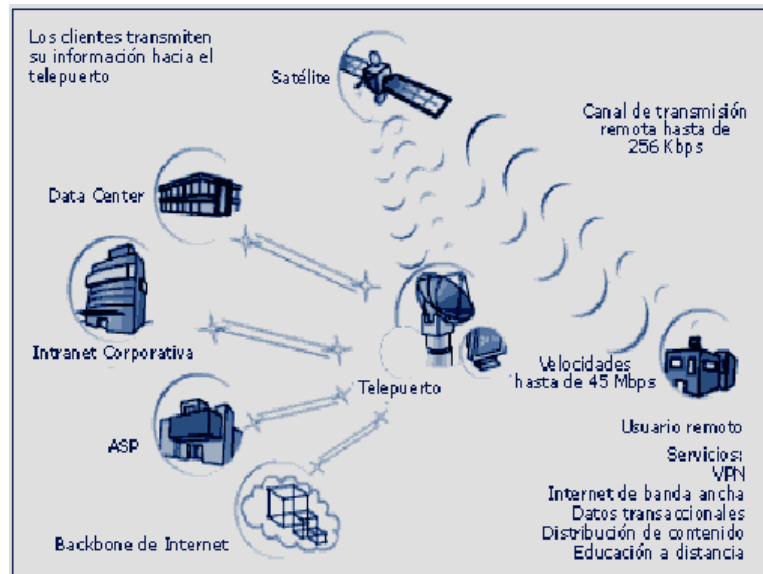 Los clientes transmiten
su información hacia el
telepuerto
Satélite
Canal de transmisión
remota hasta de
256 Kbps
Data Center
Intranet Corporativa
Telepuerto
Velocidades
hasta de 45 Mbps
ASP
Usuario remoto
Servicios:
VPN
Internet de banda ancha
Datos transaccionales
Distribución de contenido
Educación a distancia
Backbone de Internet